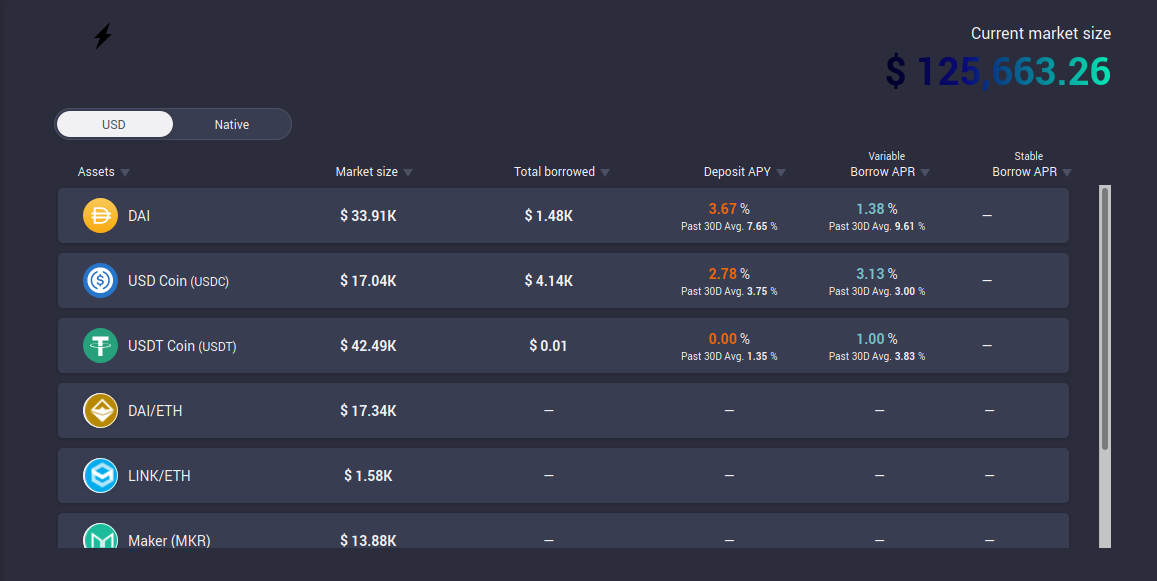 Current market size
$ 125,663.26
USD Native
Variable Stable
Assets Market size Total borrowed Deposit APY Borrow APR Borrow APR
DAI $ 33.91K $ 1.48K 3.67 % 1.38 % —
Past 30D Avg. 7.65 % Past 30D Avg. 9.61 %
USD Coin (USDC) $ 17.04K $ 4.14K 2.78 % 3.13 % —
Past 30D Avg. 3.75 % Past 30D Avg. 3.00 %
USDT Coin (USDT) $ 42.49K $ 0.01 0.00 % 1.00 % —
Past 30D Avg. 1.35 % Past 30D Avg. 3.83 %
DAI/ETH $ 17.34K — — — —
LINK/ETH $ 1.58K — — — —
Maker (MKR) $ 13.88K — — — —